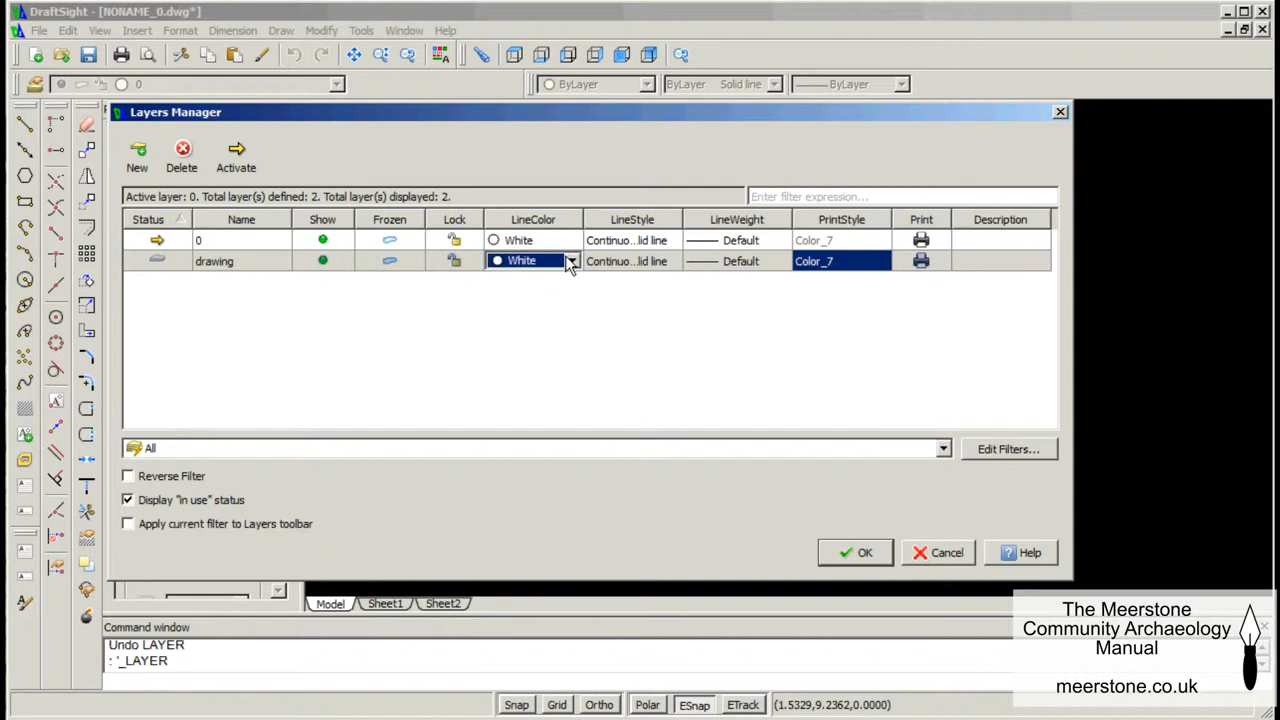 DraftSight - [NONAME_0.dwg*]
File Edit View Insert Format Dimension Draw Modify Tools Window Help
0 ByLayer ByLayer Solid line ByLayer
Layers Manager
New Delete Activate
Active layer: 0. Total layer(s) defined: 2. Total layer(s) displayed: 2. Enter filter expression...
Status Name Show Frozen Lock LineColor LineStyle LineWeight PrintStyle Print Description
0 White Continuo...lid line Default Color_7
drawing White Continuo...lid line Default Color_7
All Edit Filters...
Reverse Filter
Display "in use" status
Apply current filter to Layers toolbar
OK Cancel Help
Model Sheet1 Sheet2
Command window
Undo LAYER
: '_LAYER
Snap Grid Ortho Polar ESnap ETrack (1.5329,9.2362,0.0000)
The Meerstone
Community Archaeology
Manual
meerstone.co.uk